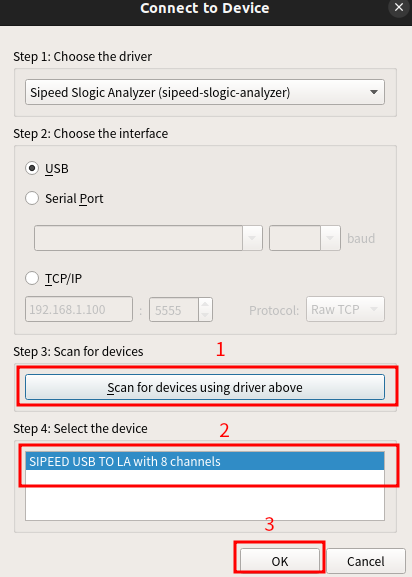 Connect to Device
Step 1: Choose the driver
Sipeed Slogic Analyzer (sipeed-slogic-analyzer)
Step 2: Choose the interface
USB
Serial Port
baud
TCP/IP
192.168.1.100 : 5555 Protocol: Raw TCP
Step 3: Scan for devices 1
Scan for devices using driver above
Step 4: Select the device 2
SIPEED USB TO LA with 8 channels
3
OK Cancel